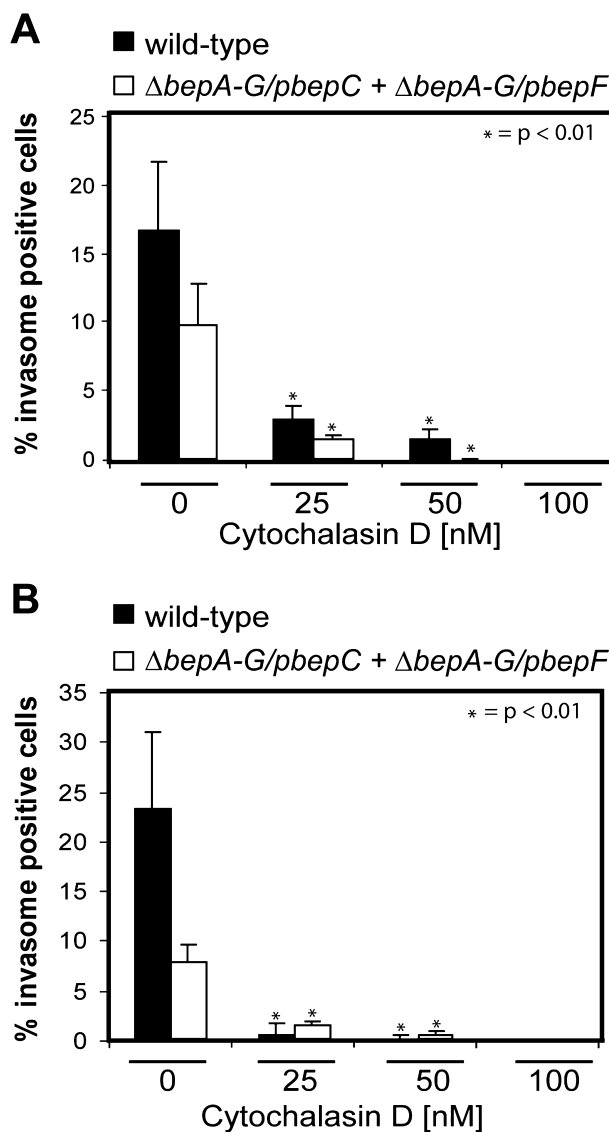 A
wild-type
ΔbepA-G/pbepC + ΔbepA-G/pbepF
* = p < 0.01
% invasome positive cells
25
20
15
10
5
0
0 25 50 100
Cytochalasin D [nM]
B
wild-type
ΔbepA-G/pbepC + ΔbepA-G/pbepF
* = p < 0.01
% invasome positive cells
35
30
25
20
15
10
5
0
* * * *
0 25 50 100
Cytochalasin D [nM]